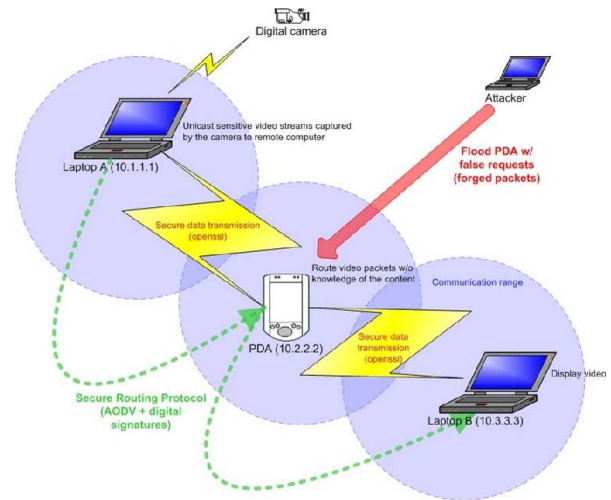 Digital camera
Attacker
Unicast sensitive video streams captured
by the camera to remote computer
Laptop A (10.1.1.1)
Flood PDA w/
false requests
(forged packets)
Secure data transmission
(openssl)
Route video packets w/o
knowledge of the content
Communication range
PDA (10.2.2.2)
Secure data
transmission
(openssl)
Display video
Secure Routing Protocol
(AODV + digital
signatures)
Laptop B (10.3.3.3)